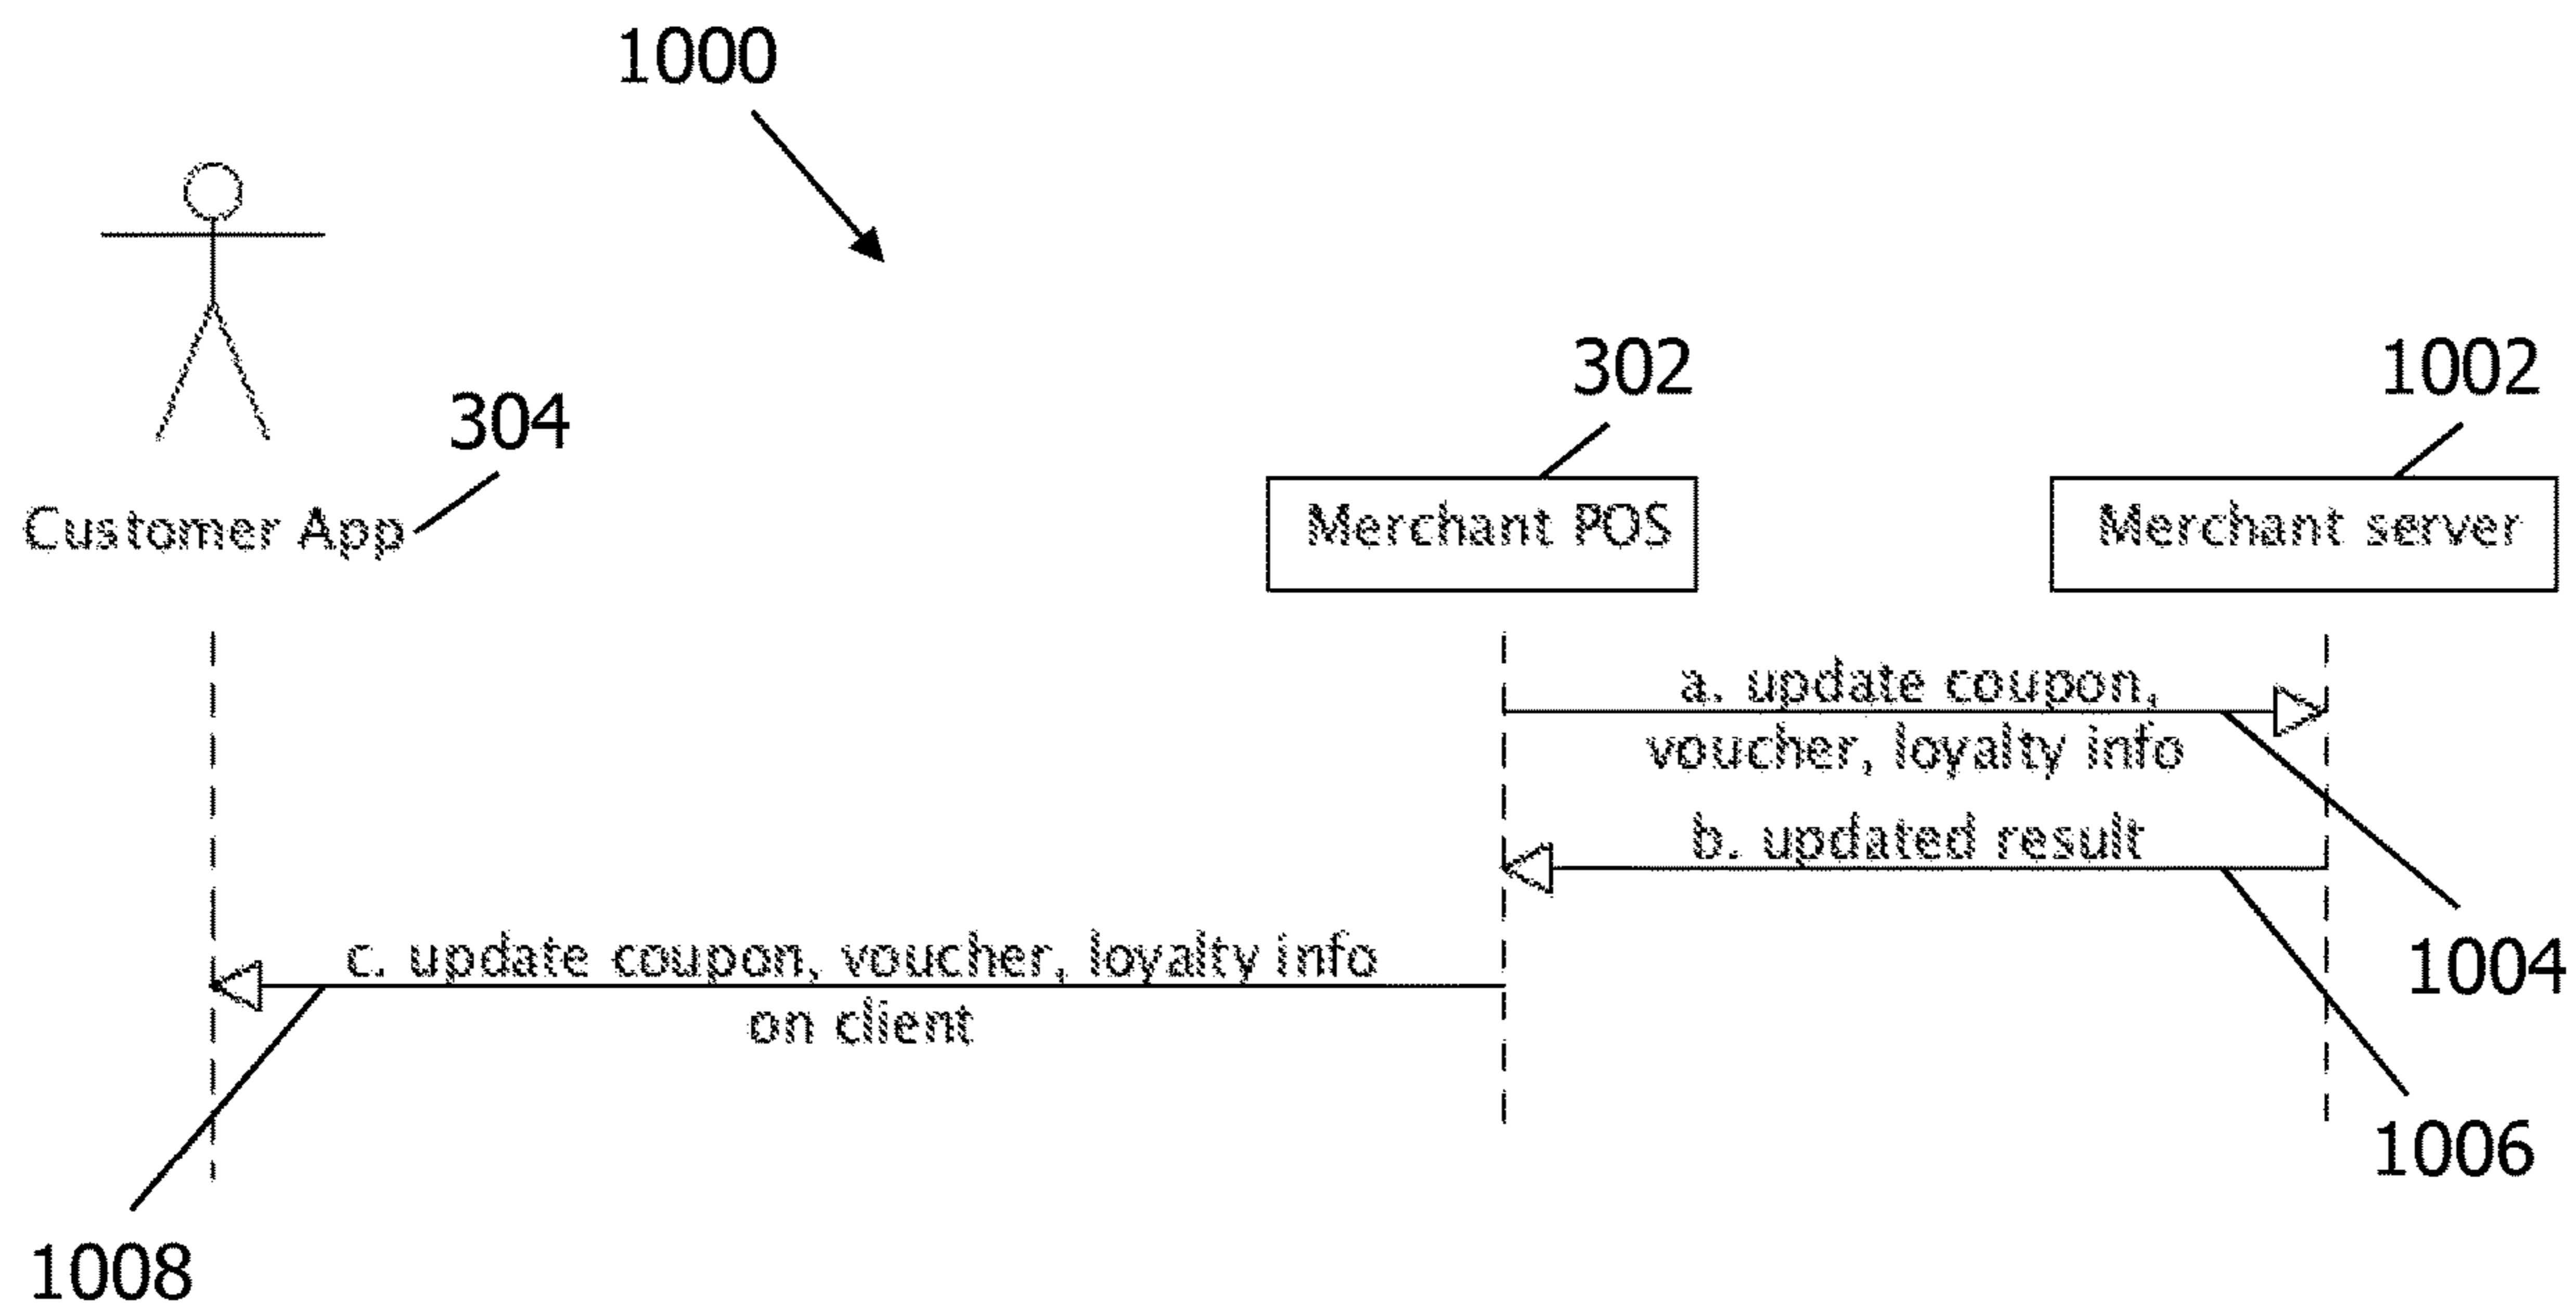 1000
302
1002
304
Customer App
Merchant POS
Merchant server
a. update coupon,
voucher, loyalty info
b. updated result
c. update coupon, voucher, loyalty info
on client
1004
1006
1008